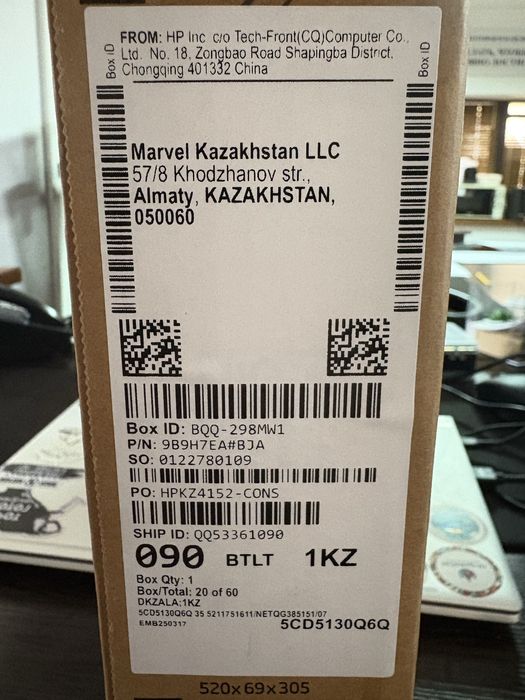 Box ID
Box ID
FROM: HP Inc c/o Tech-Front(CQ)Computer Co.,
Ltd. No. 18, Zongbao Road Shapingba District,
Chongqing 401332 China
Marvel Kazakhstan LLC
57/8 Khodzhanov str.,
Almaty, KAZAKHSTAN,
050060
Box ID: BQQ-298MW1
P/N: 9B9H7EA#BJA
SO: 0122780109
PO: HPKZ4152-CONS
SHIP ID: QQ53361090
090 BTLT 1KZ
Box Qty: 1
Box/Total: 20 of 60
DKZALA;1KZ
5CD5130Q6Q 35 5211751611/NETQG385151/07
EMB250317
5CD5130Q6Q
520x69x305